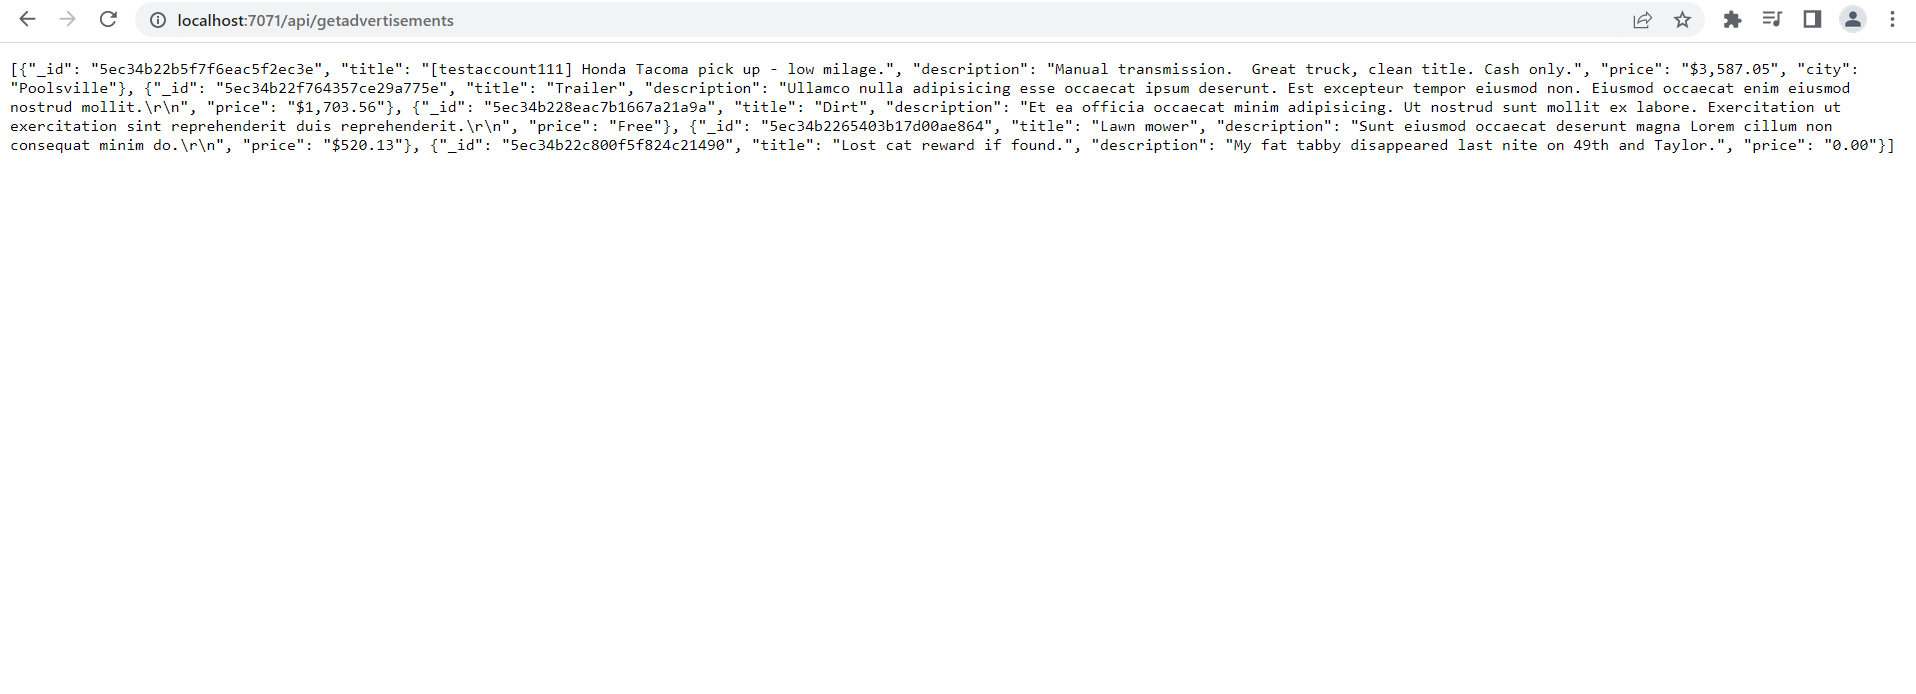 localhost:7071/api/getadvertisements
[{"_id": "5ec34b22b5f7f6eac5f2ec3e", "title": "[testaccount111] Honda Tacoma pick up - low milage.", "description": "Manual transmission.  Great truck, clean title. Cash only.", "price": "$3,587.05", "city":
"Poolsville"}, {"_id": "5ec34b22f764357ce29a775e", "title": "Trailer", "description": "Ullamco nulla adipisicing esse occaecat ipsum deserunt. Est excepteur tempor eiusmod non. Eiusmod occaecat enim eiusmod
nostrud mollit.\r\n", "price": "$1,703.56"}, {"_id": "5ec34b228eac7b1667a21a9a", "title": "Dirt", "description": "Et ea officia occaecat minim adipisicing. Ut nostrud sunt mollit ex labore. Exercitation ut
exercitation sint reprehenderit duis reprehenderit.\r\n", "price": "Free"}, {"_id": "5ec34b2265403b17d00ae864", "title": "Lawn mower", "description": "Sunt eiusmod occaecat deserunt magna Lorem cillum non
consequat minim do.\r\n", "price": "$520.13"}, {"_id": "5ec34b22c800f5f824c21490", "title": "Lost cat reward if found.", "description": "My fat tabby disappeared last nite on 49th and Taylor.", "price": "0.00"}]